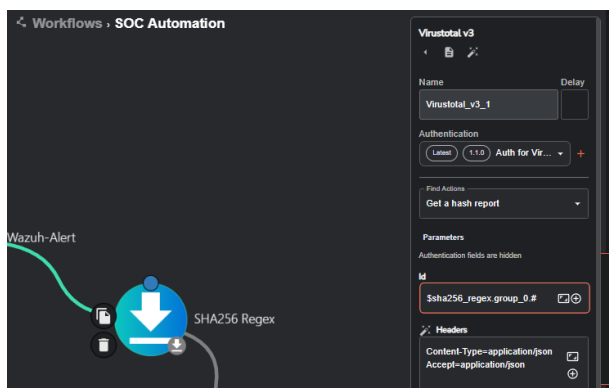 Workflows › SOC Automation
Wazuh-Alert
SHA256 Regex
Virustotal v3
Name
Delay
Virustotal_v3_1
Authentication
Latest 1.1.0 Auth for Vir...
Find Actions
Get a hash report
Parameters
Authentication fields are hidden
Id
$sha256_regex.group_0.#
Headers
Content-Type=application/json
Accept=application/json